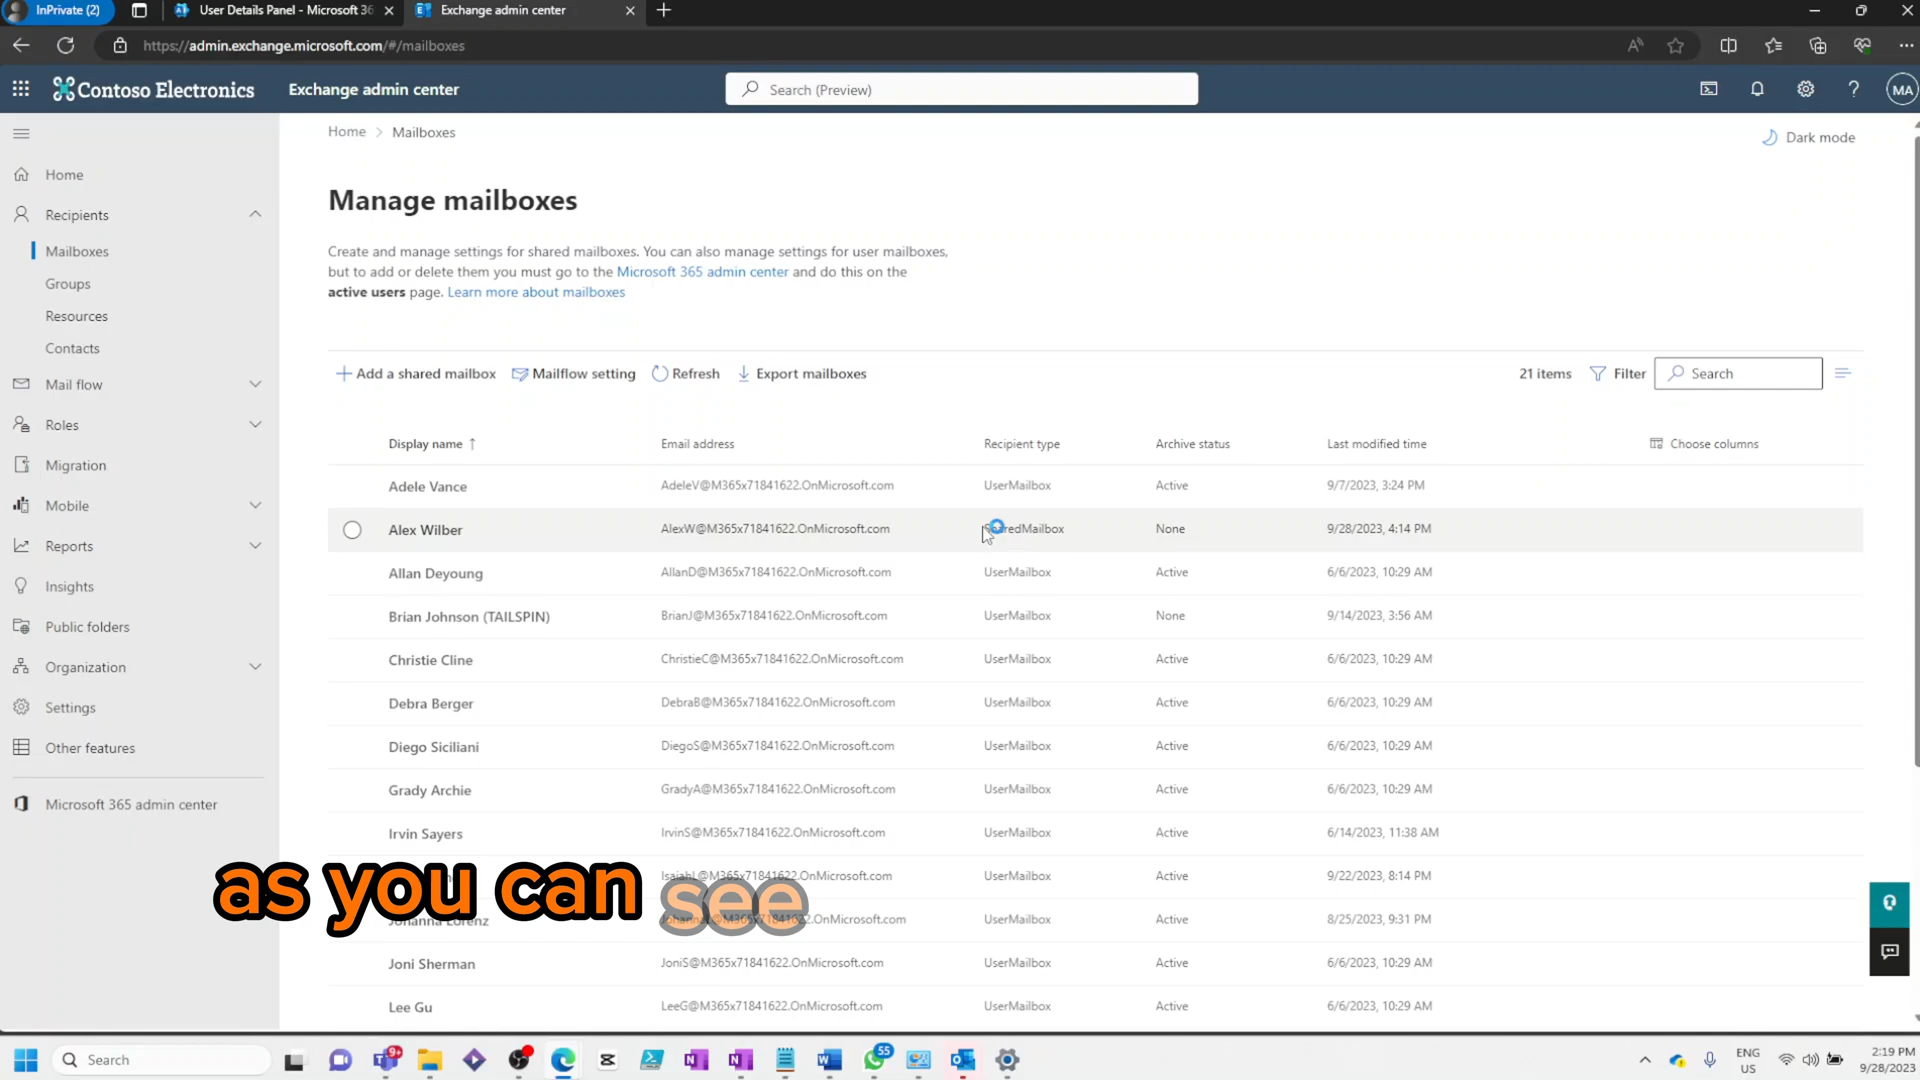 InPrivate (2)
User Details Panel - Microsoft 36
Exchange admin center
https://admin.exchange.microsoft.com/#/mailboxes
Contoso Electronics
Exchange admin center
Search (Preview)
MA
Home > Mailboxes
Dark mode
Home
Recipients
Mailboxes
Groups
Resources
Contacts
Mail flow
Roles
Migration
Mobile
Reports
Insights
Public folders
Organization
Settings
Other features
Microsoft 365 admin center
Manage mailboxes
Create and manage settings for shared mailboxes. You can also manage settings for user mailboxes,
but to add or delete them you must go to the Microsoft 365 admin center and do this on the
active users page. Learn more about mailboxes
Add a shared mailbox Mailflow setting Refresh Export mailboxes 21 items Filter Search
Display name ↑ Email address Recipient type Archive status Last modified time Choose columns
Adele Vance AdeleV@M365x71841622.OnMicrosoft.com UserMailbox Active 9/7/2023, 3:24 PM
Alex Wilber AlexW@M365x71841622.OnMicrosoft.com SharedMailbox None 9/28/2023, 4:14 PM
Allan Deyoung AllanD@M365x71841622.OnMicrosoft.com UserMailbox Active 6/6/2023, 10:29 AM
Brian Johnson (TAILSPIN) BrianJ@M365x71841622.OnMicrosoft.com UserMailbox None 9/14/2023, 3:56 AM
Christie Cline ChristieC@M365x71841622.OnMicrosoft.com UserMailbox Active 6/6/2023, 10:29 AM
Debra Berger DebraB@M365x71841622.OnMicrosoft.com UserMailbox Active 6/6/2023, 10:29 AM
Diego Siciliani DiegoS@M365x71841622.OnMicrosoft.com UserMailbox Active 6/6/2023, 10:29 AM
Grady Archie GradyA@M365x71841622.OnMicrosoft.com UserMailbox Active 6/6/2023, 10:29 AM
Irvin Sayers IrvinS@M365x71841622.OnMicrosoft.com UserMailbox Active 6/14/2023, 11:38 AM
IsaiahL@M365x71841622.OnMicrosoft.com UserMailbox Active 9/22/2023, 8:14 PM
as you can see
Johanna Lorenz JohannaL@M365x71841622.OnMicrosoft.com UserMailbox Active 8/25/2023, 9:31 PM
Joni Sherman JoniS@M365x71841622.OnMicrosoft.com UserMailbox Active 6/6/2023, 10:29 AM
Lee Gu LeeG@M365x71841622.OnMicrosoft.com UserMailbox Active 6/6/2023, 10:29 AM
Search
9+
55
ENG
US
2:19 PM
9/28/2023